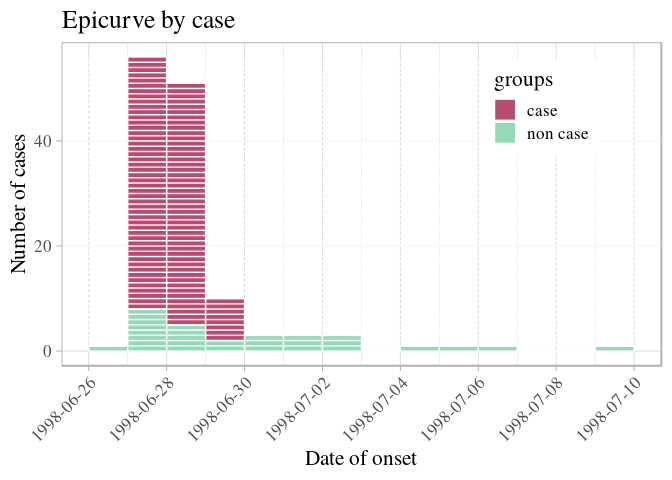 Epicurve by case
groups
case
non case
Number of cases
40
20
0
1998-06-26
1998-06-28
1998-06-30
1998-07-02
1998-07-04
1998-07-06
1998-07-08
1998-07-10
Date of onset